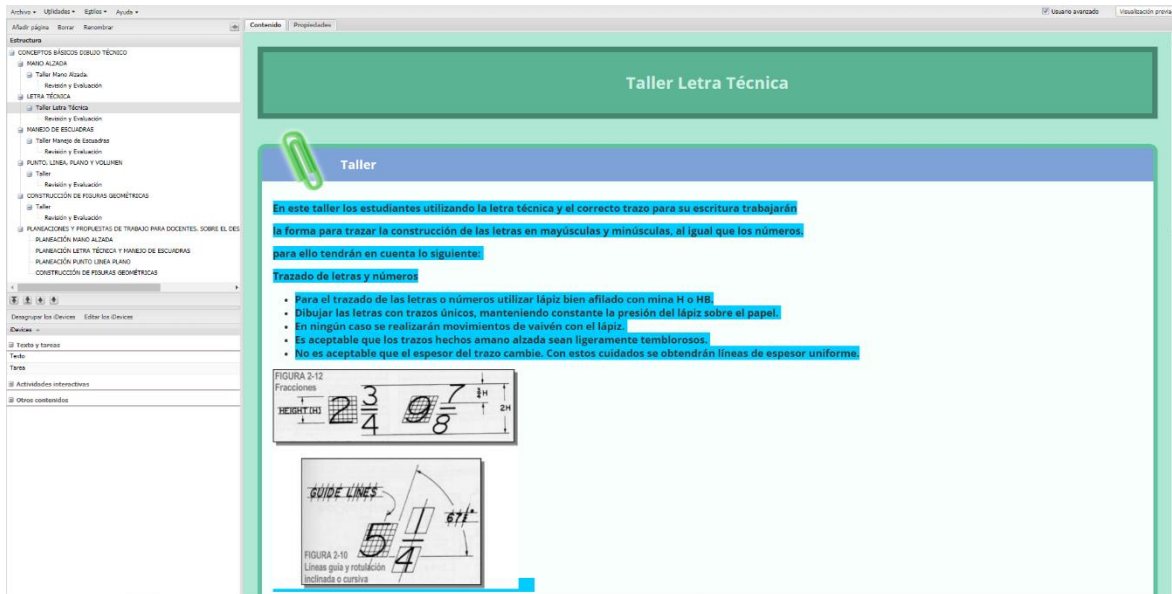 Archivo Utilidades Estilos Ayuda
Usuario avanzado
Visualización previa
Añadir página Borrar Renombrar
Contenido Propiedades
Estructura
CONCEPTOS BÁSICOS DIBUJO TÉCNICO
MANO ALZADA
Taller Mano Alzada.
Revisión y Evaluación
LETRA TÉCNICA
Taller Letra Técnica
Revisión y Evaluación
MANEJO DE ESCUADRAS
Taller Manejo de Escuadras
Revisión y Evaluación
PUNTO, LINEA, PLANO Y VOLUMEN
Taller
Revisión y Evaluación
CONSTRUCCIÓN DE FIGURAS GEOMÉTRICAS
Taller
Revisión y Evaluación
PLANEACIONES Y PROPUESTAS DE TRABAJO PARA DOCENTES, SOBRE EL DES
PLANEACIÓN MANO ALZADA
PLANEACIÓN LETRA TÉCNICA Y MANEJO DE ESCUADRAS
PLANEACIÓN PUNTO LINEA PLANO
CONSTRUCCIÓN DE FIGURAS GEOMÉTRICAS
Desagrupar los iDevices Editar los iDevices
iDevices
Texto y tareas
Texto
Tarea
Actividades interactivas
Otros contenidos
Taller Letra Técnica
Taller
En este taller los estudiantes utilizando la letra técnica y el correcto trazo para su escritura trabajarán
la forma para trazar la construcción de las letras en mayúsculas y minúsculas, al igual que los números.
para ello tendrán en cuenta lo siguiente:
Trazado de letras y números
• Para el trazado de las letras o números utilizar lápiz bien afilado con mina H o HB.
• Dibujar las letras con trazos únicos, manteniendo constante la presión del lápiz sobre el papel.
• En ningún caso se realizarán movimientos de vaivén con el lápiz.
• Es aceptable que los trazos hechos amano alzada sean ligeramente temblorosos.
• No es aceptable que el espesor del trazo cambie. Con estos cuidados se obtendrán líneas de espesor uniforme.
FIGURA 2-12
Fracciones
HEIGHT (H)
2 3/4 9 7/8
H
2H
GUIDE LINES
5 1/4
67½°
FIGURA 2-10
Líneas guía y rotulación
inclinada o cursiva